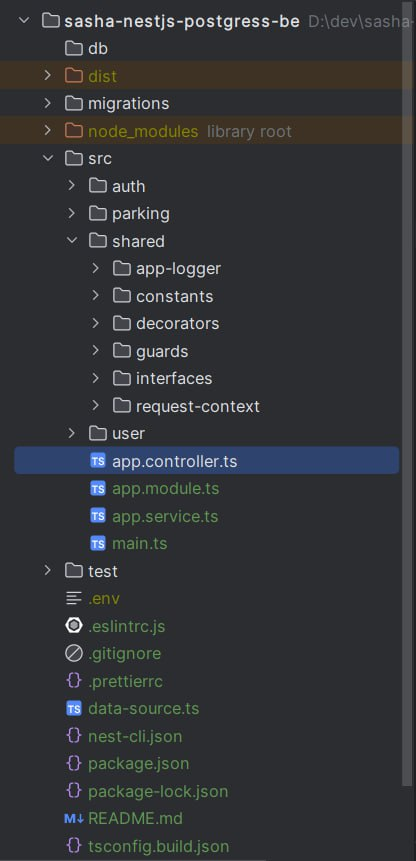 sasha-nestjs-postgress-be D:\dev\sasha-
db
dist
migrations
node_modules library root
src
auth
parking
shared
app-logger
constants
decorators
guards
interfaces
request-context
user
TS app.controller.ts
TS app.module.ts
TS app.service.ts
TS main.ts
test
.env
.eslintrc.js
.gitignore
{} .prettierrc
TS data-source.ts
{} nest-cli.json
{} package.json
{} package-lock.json
M↓ README.md
{} tsconfig.build.json